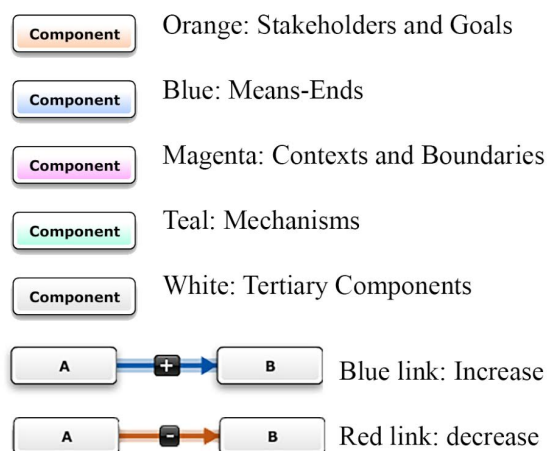 Component Orange: Stakeholders and Goals
Component Blue: Means-Ends
Component Magenta: Contexts and Boundaries
Component Teal: Mechanisms
Component White: Tertiary Components
A + B Blue link: Increase
A - B Red link: decrease